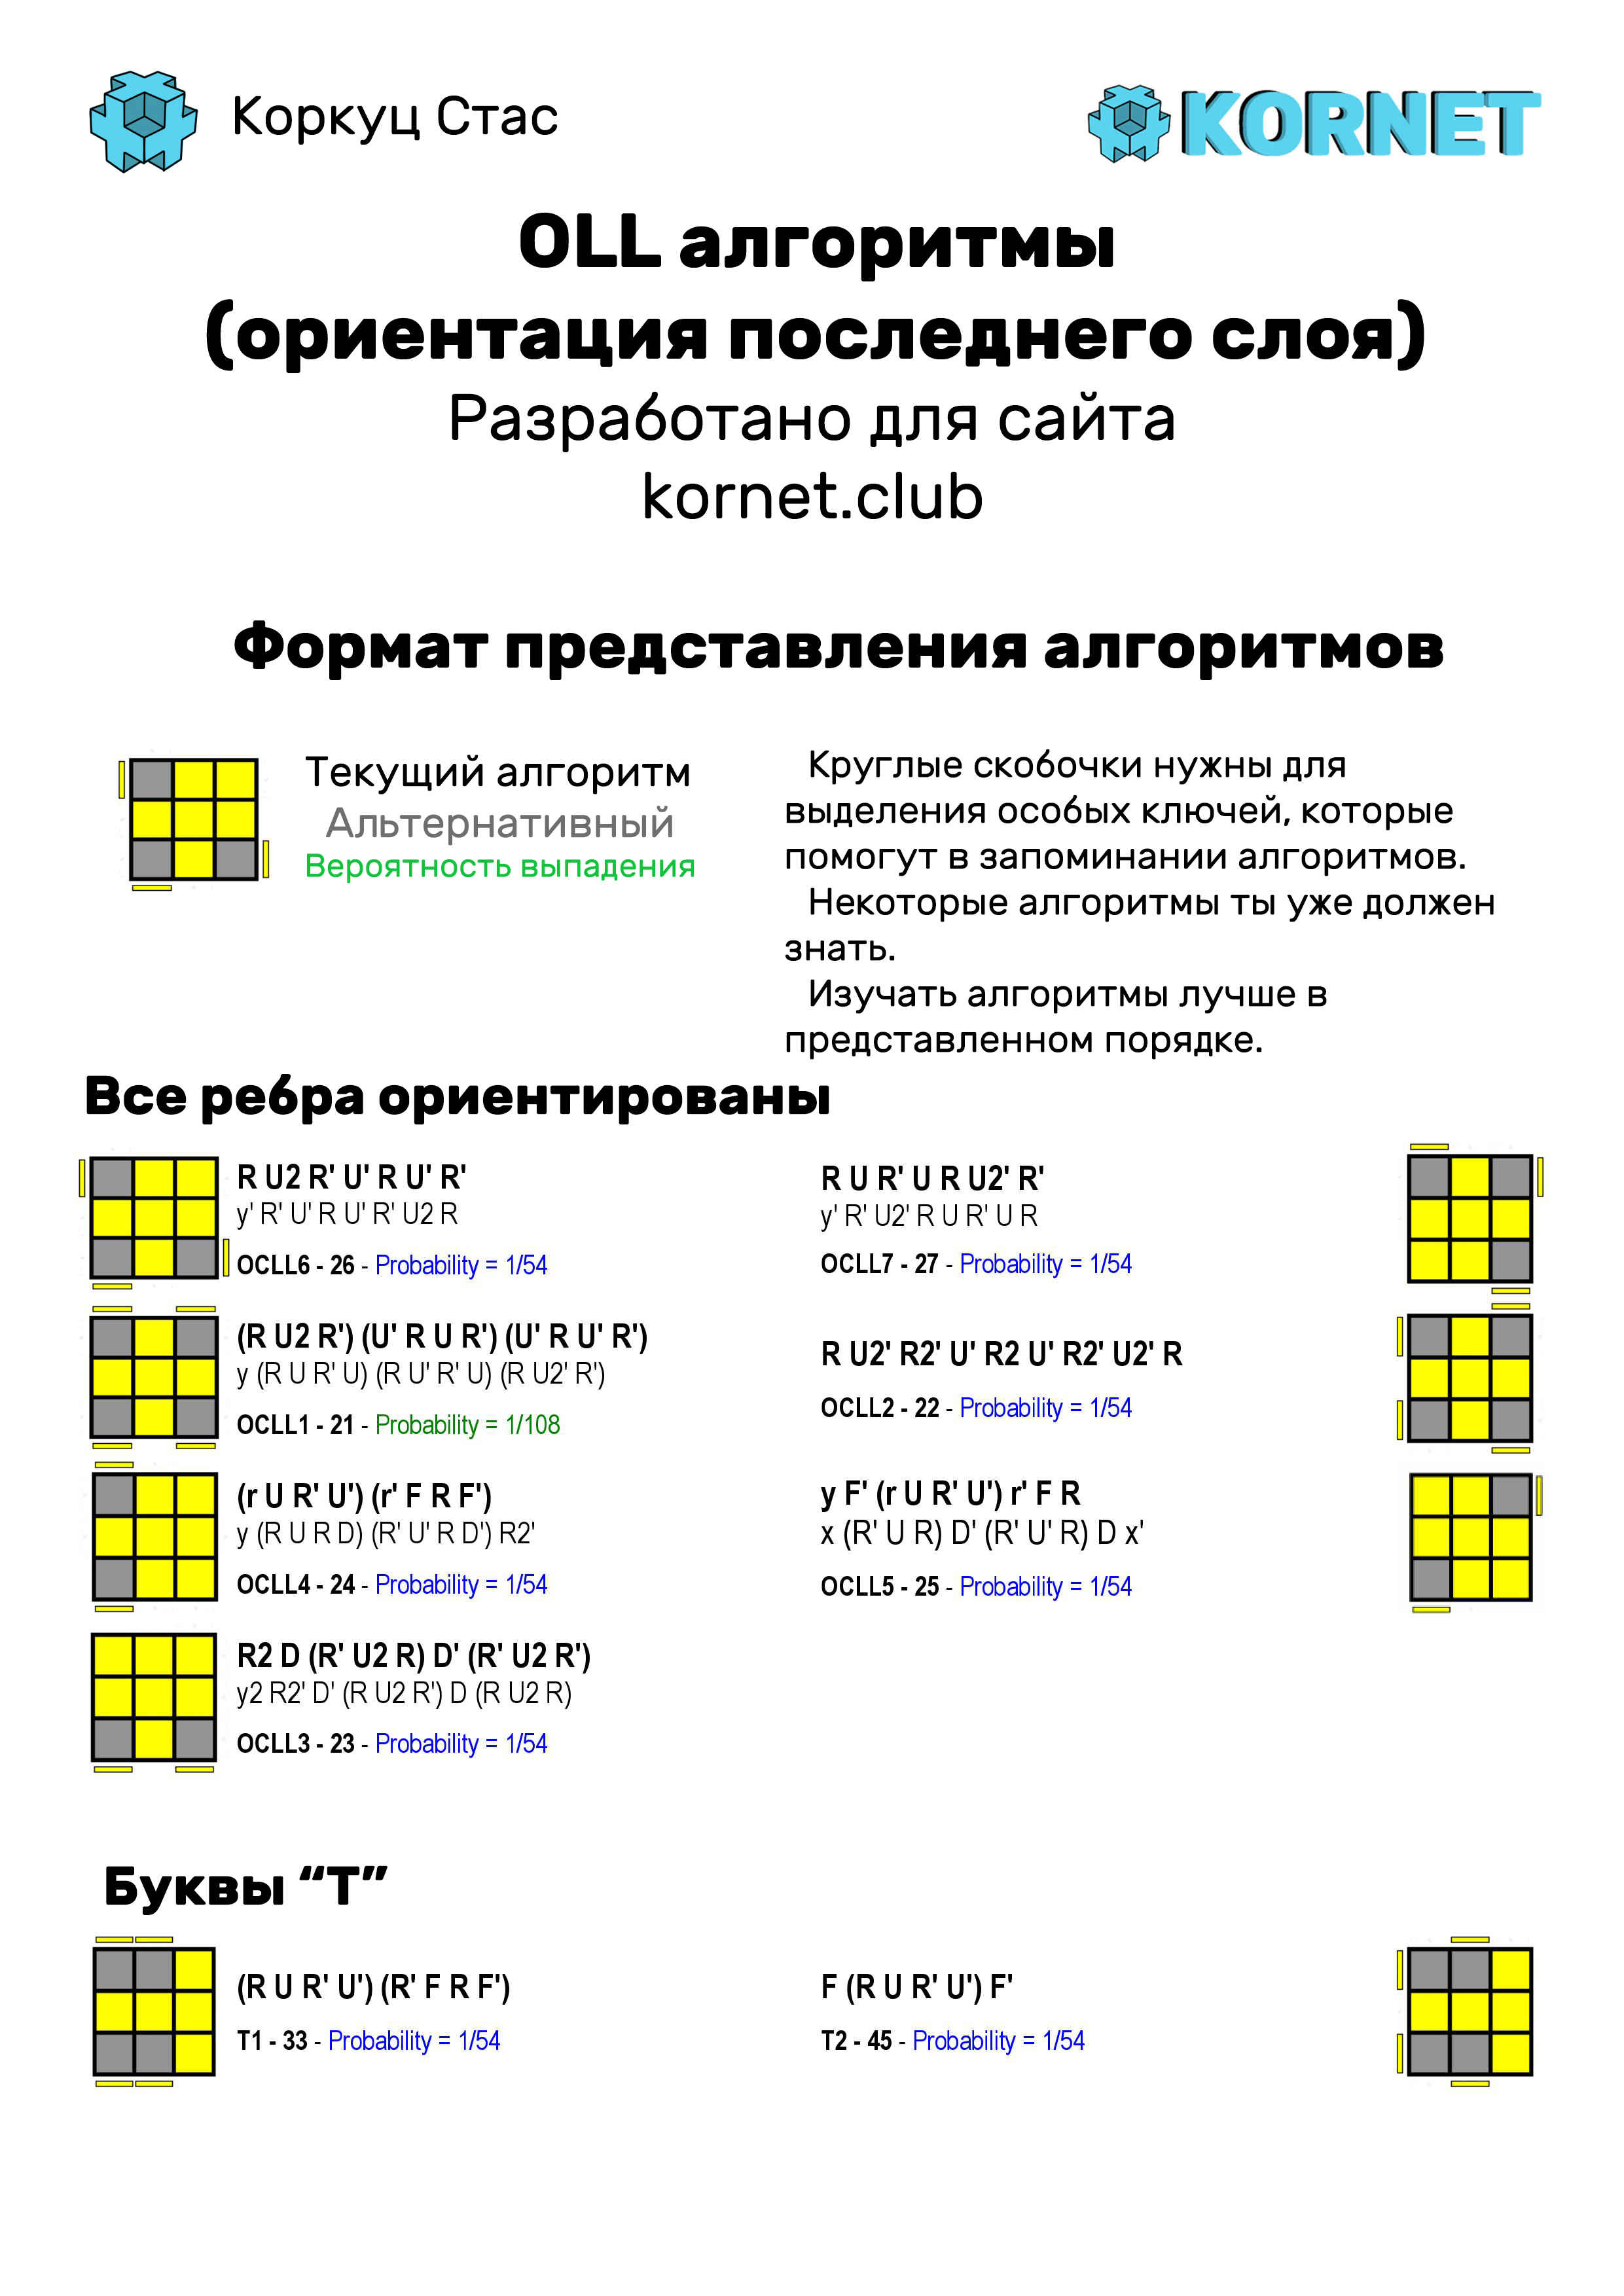 Коркуц Стас
KORNET
OLL алгоритмы
(ориентация последнего слоя)
Разработано для сайта
kornet.club
Формат представления алгоритмов
Текущий алгоритм
Альтернативный
Вероятность выпадения
Круглые скобочки нужны для
выделения особых ключей, которые
помогут в запоминании алгоритмов.
Некоторые алгоритмы ты уже должен
знать.
Изучать алгоритмы лучше в
представленном порядке.
Все ребра ориентированы
R U2 R' U' R U' R'
y' R' U' R U' R' U2 R
OCLL6 - 26 - Probability = 1/54
R U R' U R U2' R'
y' R' U2' R U R' U R
OCLL7 - 27 - Probability = 1/54
(R U2 R') (U' R U R') (U' R U' R')
y (R U R' U) (R U' R' U) (R U2' R')
OCLL1 - 21 - Probability = 1/108
R U2' R2' U' R2 U' R2' U2' R
OCLL2 - 22 - Probability = 1/54
(r U R' U') (r' F R F')
y (R U R D) (R' U' R D') R2'
OCLL4 - 24 - Probability = 1/54
y F' (r U R' U') r' F R
x (R' U R) D' (R' U' R) D x'
OCLL5 - 25 - Probability = 1/54
R2 D (R' U2 R) D' (R' U2 R')
y2 R2' D' (R U2 R') D (R U2 R)
OCLL3 - 23 - Probability = 1/54
Буквы “Т”
(R U R' U') (R' F R F')
T1 - 33 - Probability = 1/54
F (R U R' U') F'
T2 - 45 - Probability = 1/54